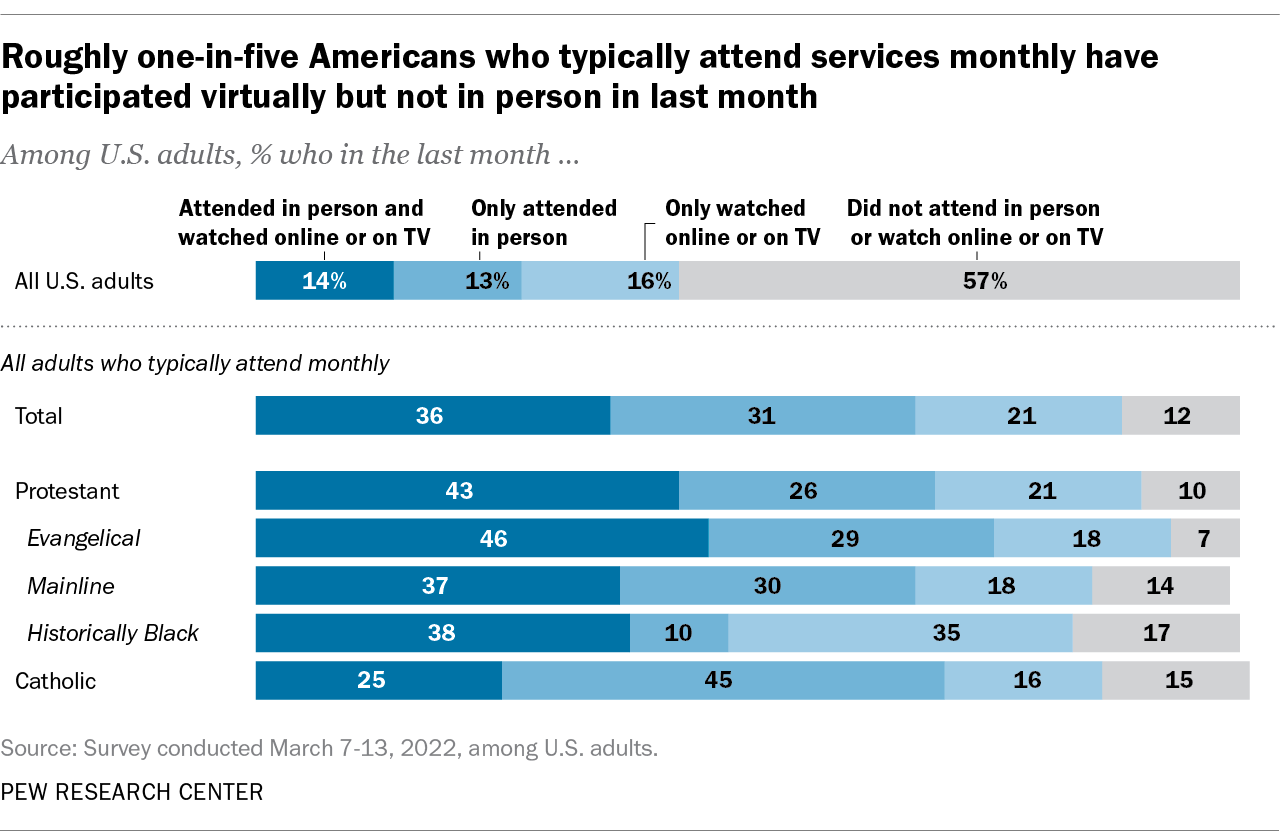 Roughly one-in-five Americans who typically attend services monthly have
participated virtually but not in person in last month
Among U.S. adults, % who in the last month ...
Attended in person and
watched online or on TV
Only attended
in person
Only watched
online or on TV
Did not attend in person
or watch online or on TV
All U.S. adults 14% 13% 16% 57%
All adults who typically attend monthly
Total 36 31 21 12
Protestant 43 26 21 10
Evangelical 46 29 18 7
Mainline 37 30 18 14
Historically Black 38 10 35 17
Catholic 25 45 16 15
Source: Survey conducted March 7-13, 2022, among U.S. adults.
PEW RESEARCH CENTER